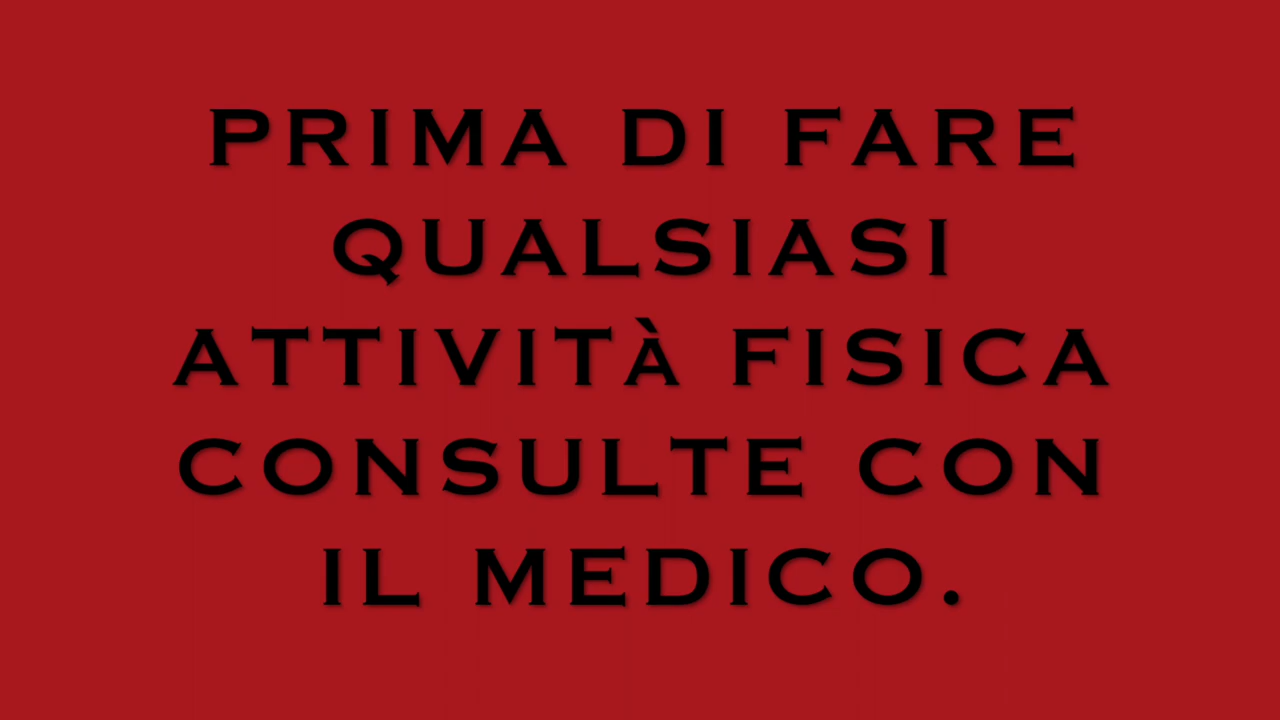 PRIMA DI FARE
QUALSIASI
ATTIVITÀ FISICA
CONSULTE CON
IL MEDICO.